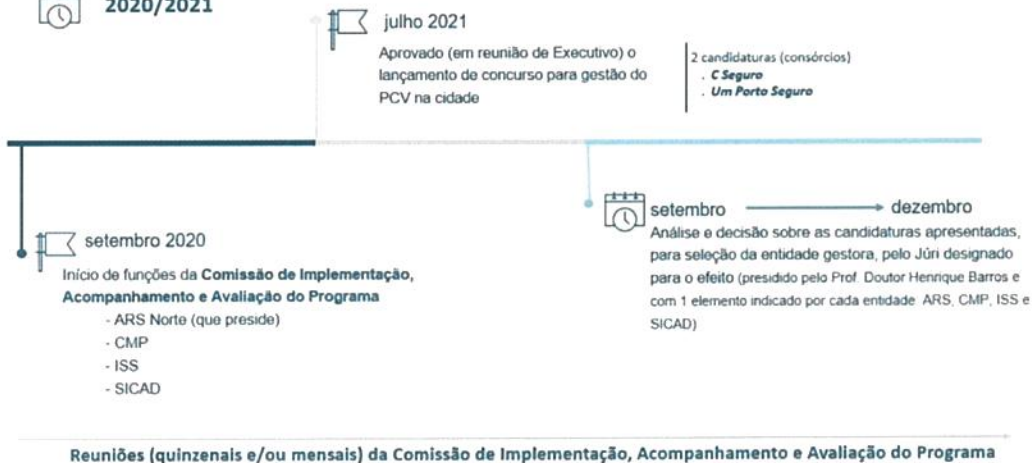 2020/2021
julho 2021
Aprovado (em reunião de Executivo) o
lançamento de concurso para gestão do
PCV na cidade
2 candidaturas (consórcios)
. C Seguro
. Um Porto Seguro
setembro 2020
Início de funções da Comissão de Implementação,
Acompanhamento e Avaliação do Programa
- ARS Norte (que preside)
- CMP
- ISS
- SICAD
setembro dezembro
Análise e decisão sobre as candidaturas apresentadas,
para seleção da entidade gestora, pelo Júri designado
para o efeito (presidido pelo Prof. Doutor Henrique Barros e
com 1 elemento indicado por cada entidade ARS, CMP, ISS e
SICAD)
Reuniões (quinzenais e/ou mensais) da Comissão de Implementação, Acompanhamento e Avaliação do Programa